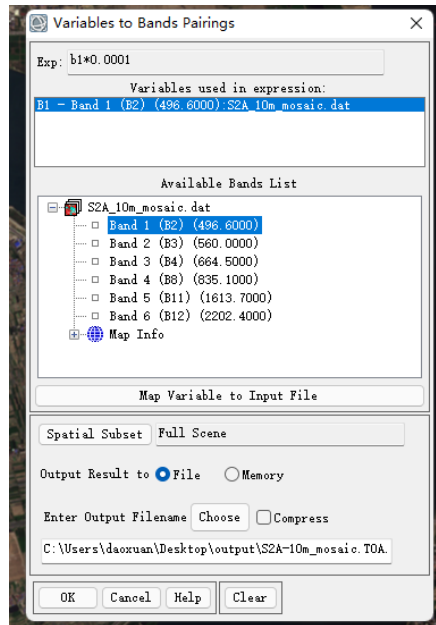 Variables to Bands Pairings
Exp: b1*0.0001
Variables used in expression:
B1 - Band 1 (B2) (496.6000):S2A_10m_mosaic.dat
Available Bands List
S2A_10m_mosaic.dat
Band 1 (B2) (496.6000)
Band 2 (B3) (560.0000)
Band 3 (B4) (664.5000)
Band 4 (B8) (835.1000)
Band 5 (B11) (1613.7000)
Band 6 (B12) (2202.4000)
Map Info
Map Variable to Input File
Spatial Subset Full Scene
Output Result to File Memory
Enter Output Filename Choose Compress
C:\Users\daoxuan\Desktop\output\S2A-10m_mosaic.TOA.
OK Cancel Help Clear